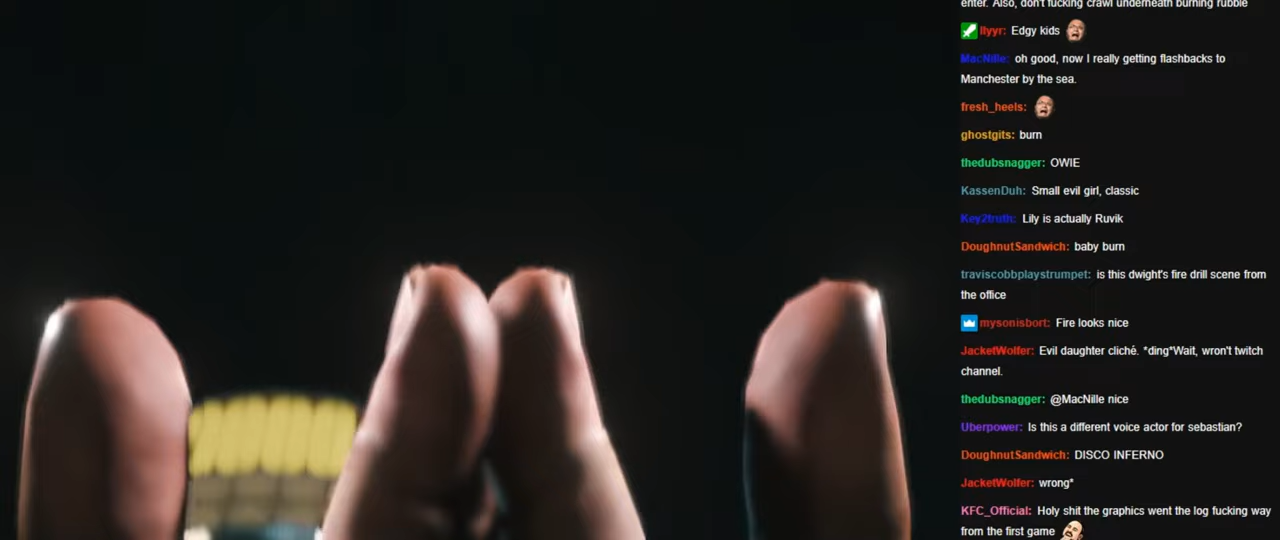 enter. Also, don't fucking crawl underneath burning rubble
llyyr: Edgy kids
MacNille: oh good, now I really getting flashbacks to
Manchester by the sea.
fresh_heels:
ghostgits: burn
thedubsnagger: OWIE
KassenDuh: Small evil girl, classic
Key2truth: Lily is actually Ruvik
DoughnutSandwich: baby burn
traviscobbplaystrumpet: is this dwight's fire drill scene from
the office
mysonisbort: Fire looks nice
JacketWolfer: Evil daughter cliché. *ding*Wait, wron't twitch
channel.
thedubsnagger: @MacNille nice
Uberpower: Is this a different voice actor for sebastian?
DoughnutSandwich: DISCO INFERNO
JacketWolfer: wrong*
KFC_Official: Holy shit the graphics went the log fucking way
from the first game